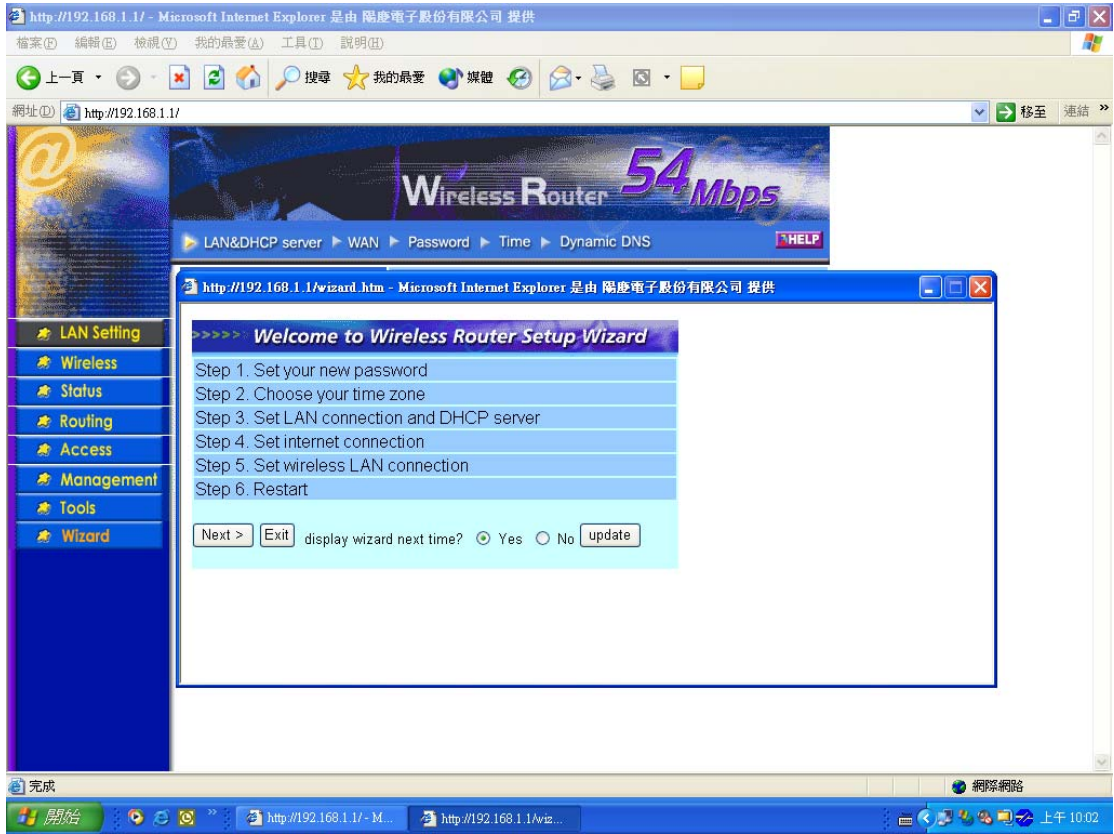 http://192.168.1.1/ - Microsoft Internet Explorer 是由 陽慶電子股份有限公司 提供
檔案(F) 編輯(E) 檢視(V) 我的最愛(A) 工具(T) 說明(H)
上一頁 搜尋 我的最愛 媒體
網址(D) http://192.168.1.1/ 移至 連結 »
@
Wireless Router 54 Mbps
LAN&DHCP server WAN Password Time Dynamic DNS HELP
http://192.168.1.1/wizard.htm - Microsoft Internet Explorer 是由 陽慶電子股份有限公司 提供
LAN Setting
Wireless
Status
Routing
Access
Management
Tools
Wizard
>>>>> Welcome to Wireless Router Setup Wizard
Step 1. Set your new password
Step 2. Choose your time zone
Step 3. Set LAN connection and DHCP server
Step 4. Set internet connection
Step 5. Set wireless LAN connection
Step 6. Restart
Next > Exit display wizard next time? Yes No update
完成 網際網路
開始 » http://192.168.1.1/ - M... http://192.168.1.1/wiz... 上午 10:02